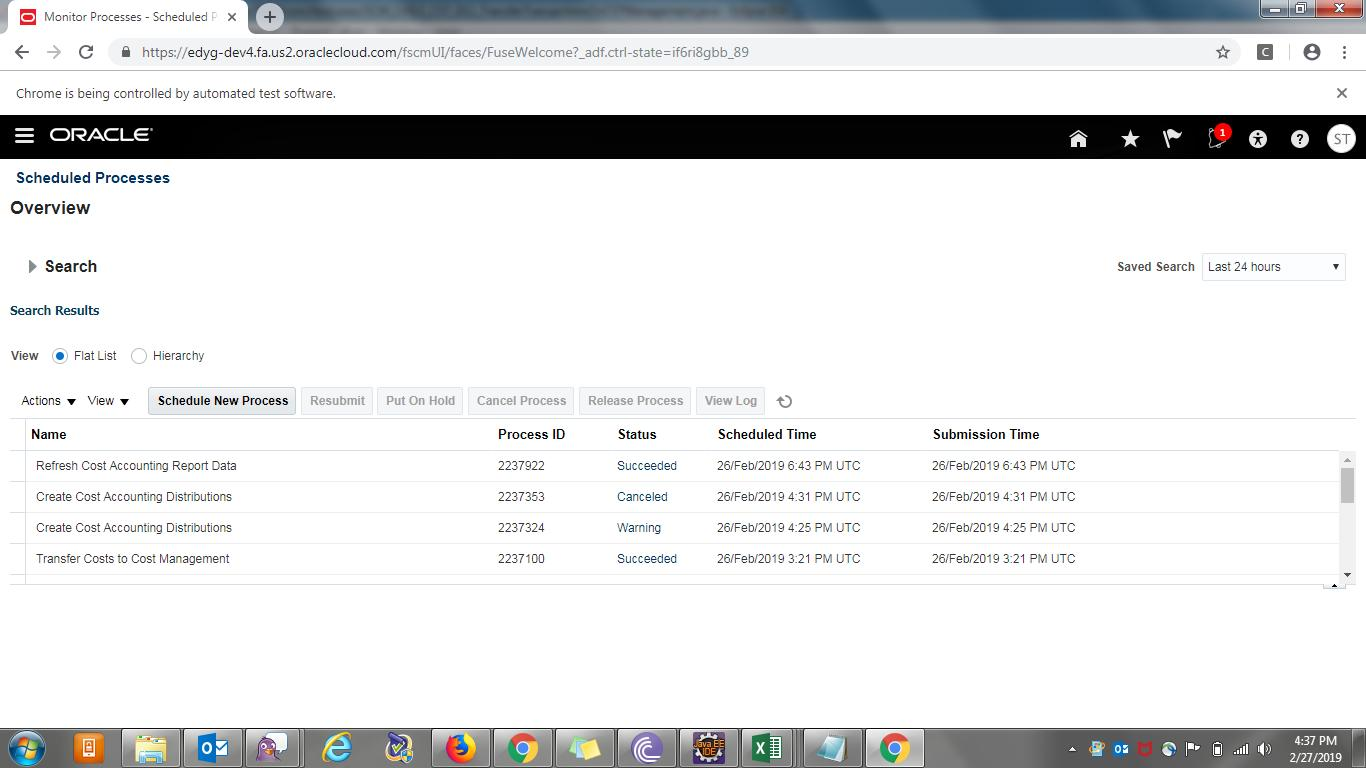 Monitor Processes - Scheduled P
https://edyg-dev4.fa.us2.oraclecloud.com/fscmUI/faces/FuseWelcome?_adf.ctrl-state=if6ri8gbb_89
C
Chrome is being controlled by automated test software.
ORACLE
1
ST
Scheduled Processes
Overview
Search
Saved Search Last 24 hours
Search Results
View Flat List Hierarchy
Actions View Schedule New Process Resubmit Put On Hold Cancel Process Release Process View Log
Name Process ID Status Scheduled Time Submission Time
Refresh Cost Accounting Report Data 2237922 Succeeded 26/Feb/2019 6:43 PM UTC 26/Feb/2019 6:43 PM UTC
Create Cost Accounting Distributions 2237353 Canceled 26/Feb/2019 4:31 PM UTC 26/Feb/2019 4:31 PM UTC
Create Cost Accounting Distributions 2237324 Warning 26/Feb/2019 4:25 PM UTC 26/Feb/2019 4:25 PM UTC
Transfer Costs to Cost Management 2237100 Succeeded 26/Feb/2019 3:21 PM UTC 26/Feb/2019 3:21 PM UTC
Java EE
IDE
4:37 PM
2/27/2019